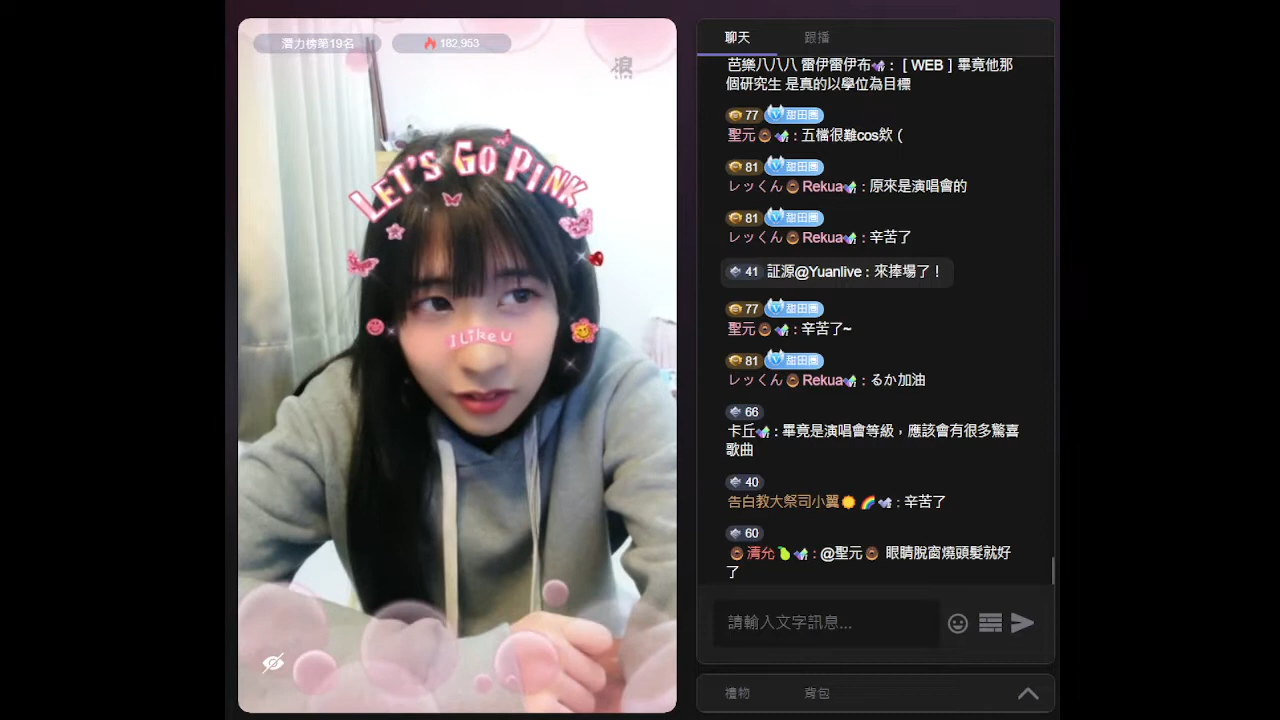 潛力榜第19名
182,953
浪
LIVE
LET'S GO PINK
I Like U
聊天
跟播
芭樂八八八 雷伊雷伊布 : [ WEB ] 畢竟他那
個研究生 是真的以學位為目標
77 甜田圈
聖元 : 五檔很難cos欸 (
81 甜田圈
レッくん Rekua : 原來是演唱會的
81 甜田圈
レッくん Rekua : 辛苦了
41 証源@Yuanlive : 來捧場了！
77 甜田圈
聖元 : 辛苦了~
81 甜田圈
レッくん Rekua : るか加油
66
卡丘 : 畢竟是演唱會等級，應該會有很多驚喜
歌曲
40
告白教大祭司小翼 : 辛苦了
60
清允 : @聖元 眼睛脫窗燒頭髮就好
了
請輸入文字訊息...
禮物
背包